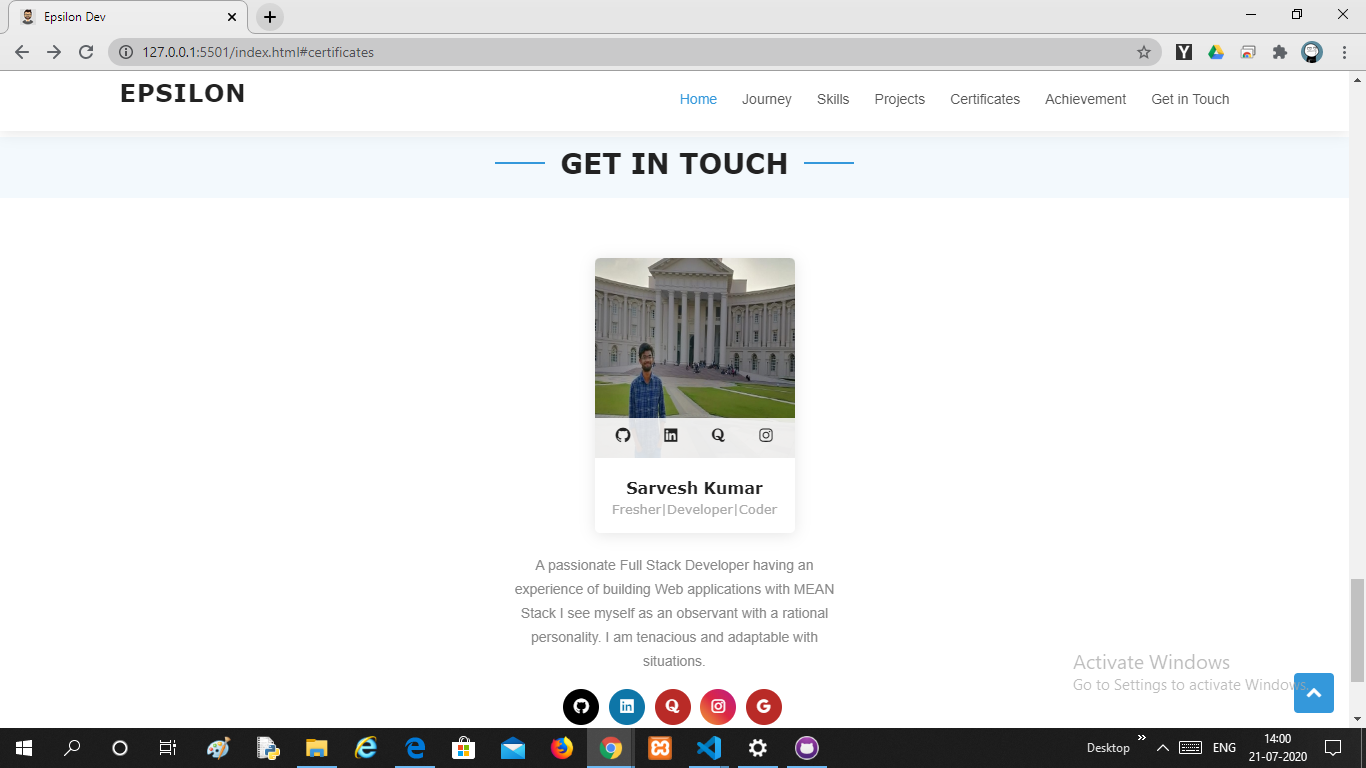 Epsilon Dev
127.0.0.1:5501/index.html#certificates
EPSILON
Home Journey Skills Projects Certificates Achievement Get in Touch
GET IN TOUCH
Sarvesh Kumar
Fresher|Developer|Coder
A passionate Full Stack Developer having an
experience of building Web applications with MEAN
Stack I see myself as an observant with a rational
personality. I am tenacious and adaptable with
situations.
Activate Windows
Go to Settings to activate Windows.
Desktop
ENG
14:00
21-07-2020